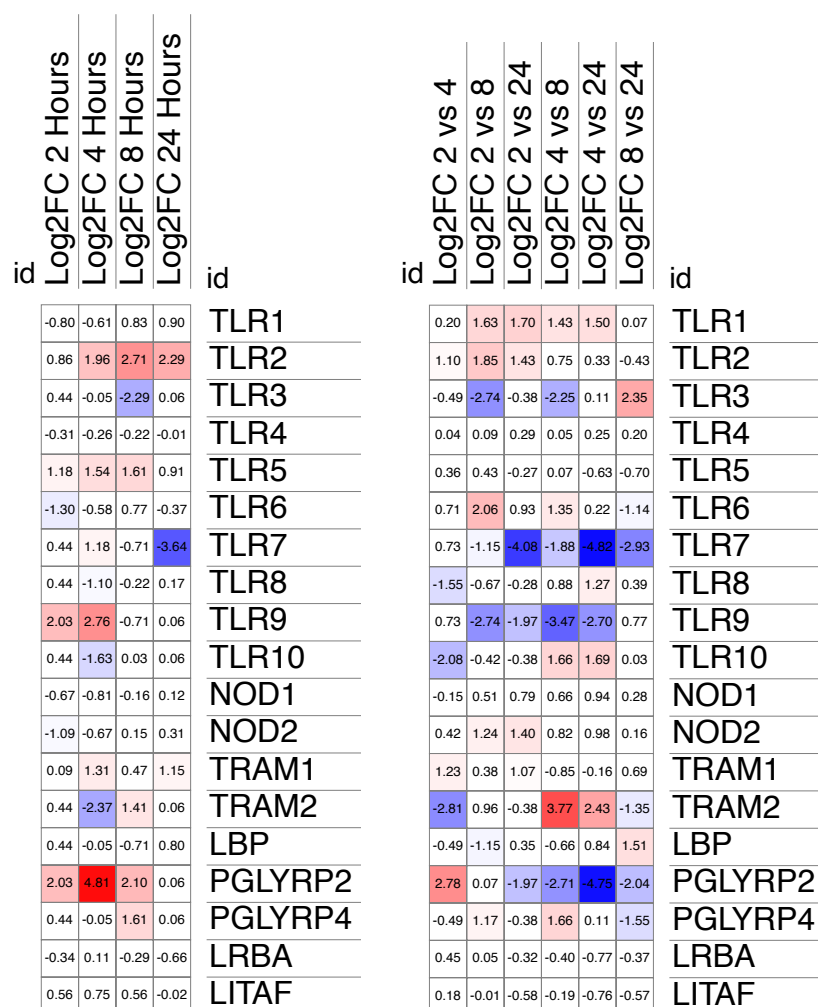 id Log2FC 2 Hours Log2FC 4 Hours Log2FC 8 Hours Log2FC 24 Hours id
-0.80 -0.61 0.83 0.90 TLR1
0.86 1.96 2.71 2.29 TLR2
0.44 -0.05 -2.29 0.06 TLR3
-0.31 -0.26 -0.22 -0.01 TLR4
1.18 1.54 1.61 0.91 TLR5
-1.30 -0.58 0.77 -0.37 TLR6
0.44 1.18 -0.71 -3.64 TLR7
0.44 -1.10 -0.22 0.17 TLR8
2.03 2.76 -0.71 0.06 TLR9
0.44 -1.63 0.03 0.06 TLR10
-0.67 -0.81 -0.16 0.12 NOD1
-1.09 -0.67 0.15 0.31 NOD2
0.09 1.31 0.47 1.15 TRAM1
0.44 -2.37 1.41 0.06 TRAM2
0.44 -0.05 -0.71 0.80 LBP
2.03 4.81 2.10 0.06 PGLYRP2
0.44 -0.05 1.61 0.06 PGLYRP4
-0.34 0.11 -0.29 -0.66 LRBA
0.56 0.75 0.56 -0.02 LITAF
id Log2FC 2 vs 4 Log2FC 2 vs 8 Log2FC 2 vs 24 Log2FC 4 vs 8 Log2FC 4 vs 24 Log2FC 8 vs 24 id
0.20 1.63 1.70 1.43 1.50 0.07 TLR1
1.10 1.85 1.43 0.75 0.33 -0.43 TLR2
-0.49 -2.74 -0.38 -2.25 0.11 2.35 TLR3
0.04 0.09 0.29 0.05 0.25 0.20 TLR4
0.36 0.43 -0.27 0.07 -0.63 -0.70 TLR5
0.71 2.06 0.93 1.35 0.22 -1.14 TLR6
0.73 -1.15 -4.08 -1.88 -4.82 -2.93 TLR7
-1.55 -0.67 -0.28 0.88 1.27 0.39 TLR8
0.73 -2.74 -1.97 -3.47 -2.70 0.77 TLR9
-2.08 -0.42 -0.38 1.66 1.69 0.03 TLR10
-0.15 0.51 0.79 0.66 0.94 0.28 NOD1
0.42 1.24 1.40 0.82 0.98 0.16 NOD2
1.23 0.38 1.07 -0.85 -0.16 0.69 TRAM1
-2.81 0.96 -0.38 3.77 2.43 -1.35 TRAM2
-0.49 -1.15 0.35 -0.66 0.84 1.51 LBP
2.78 0.07 -1.97 -2.71 -4.75 -2.04 PGLYRP2
-0.49 1.17 -0.38 1.66 0.11 -1.55 PGLYRP4
0.45 0.05 -0.32 -0.40 -0.77 -0.37 LRBA
0.18 -0.01 -0.58 -0.19 -0.76 -0.57 LITAF